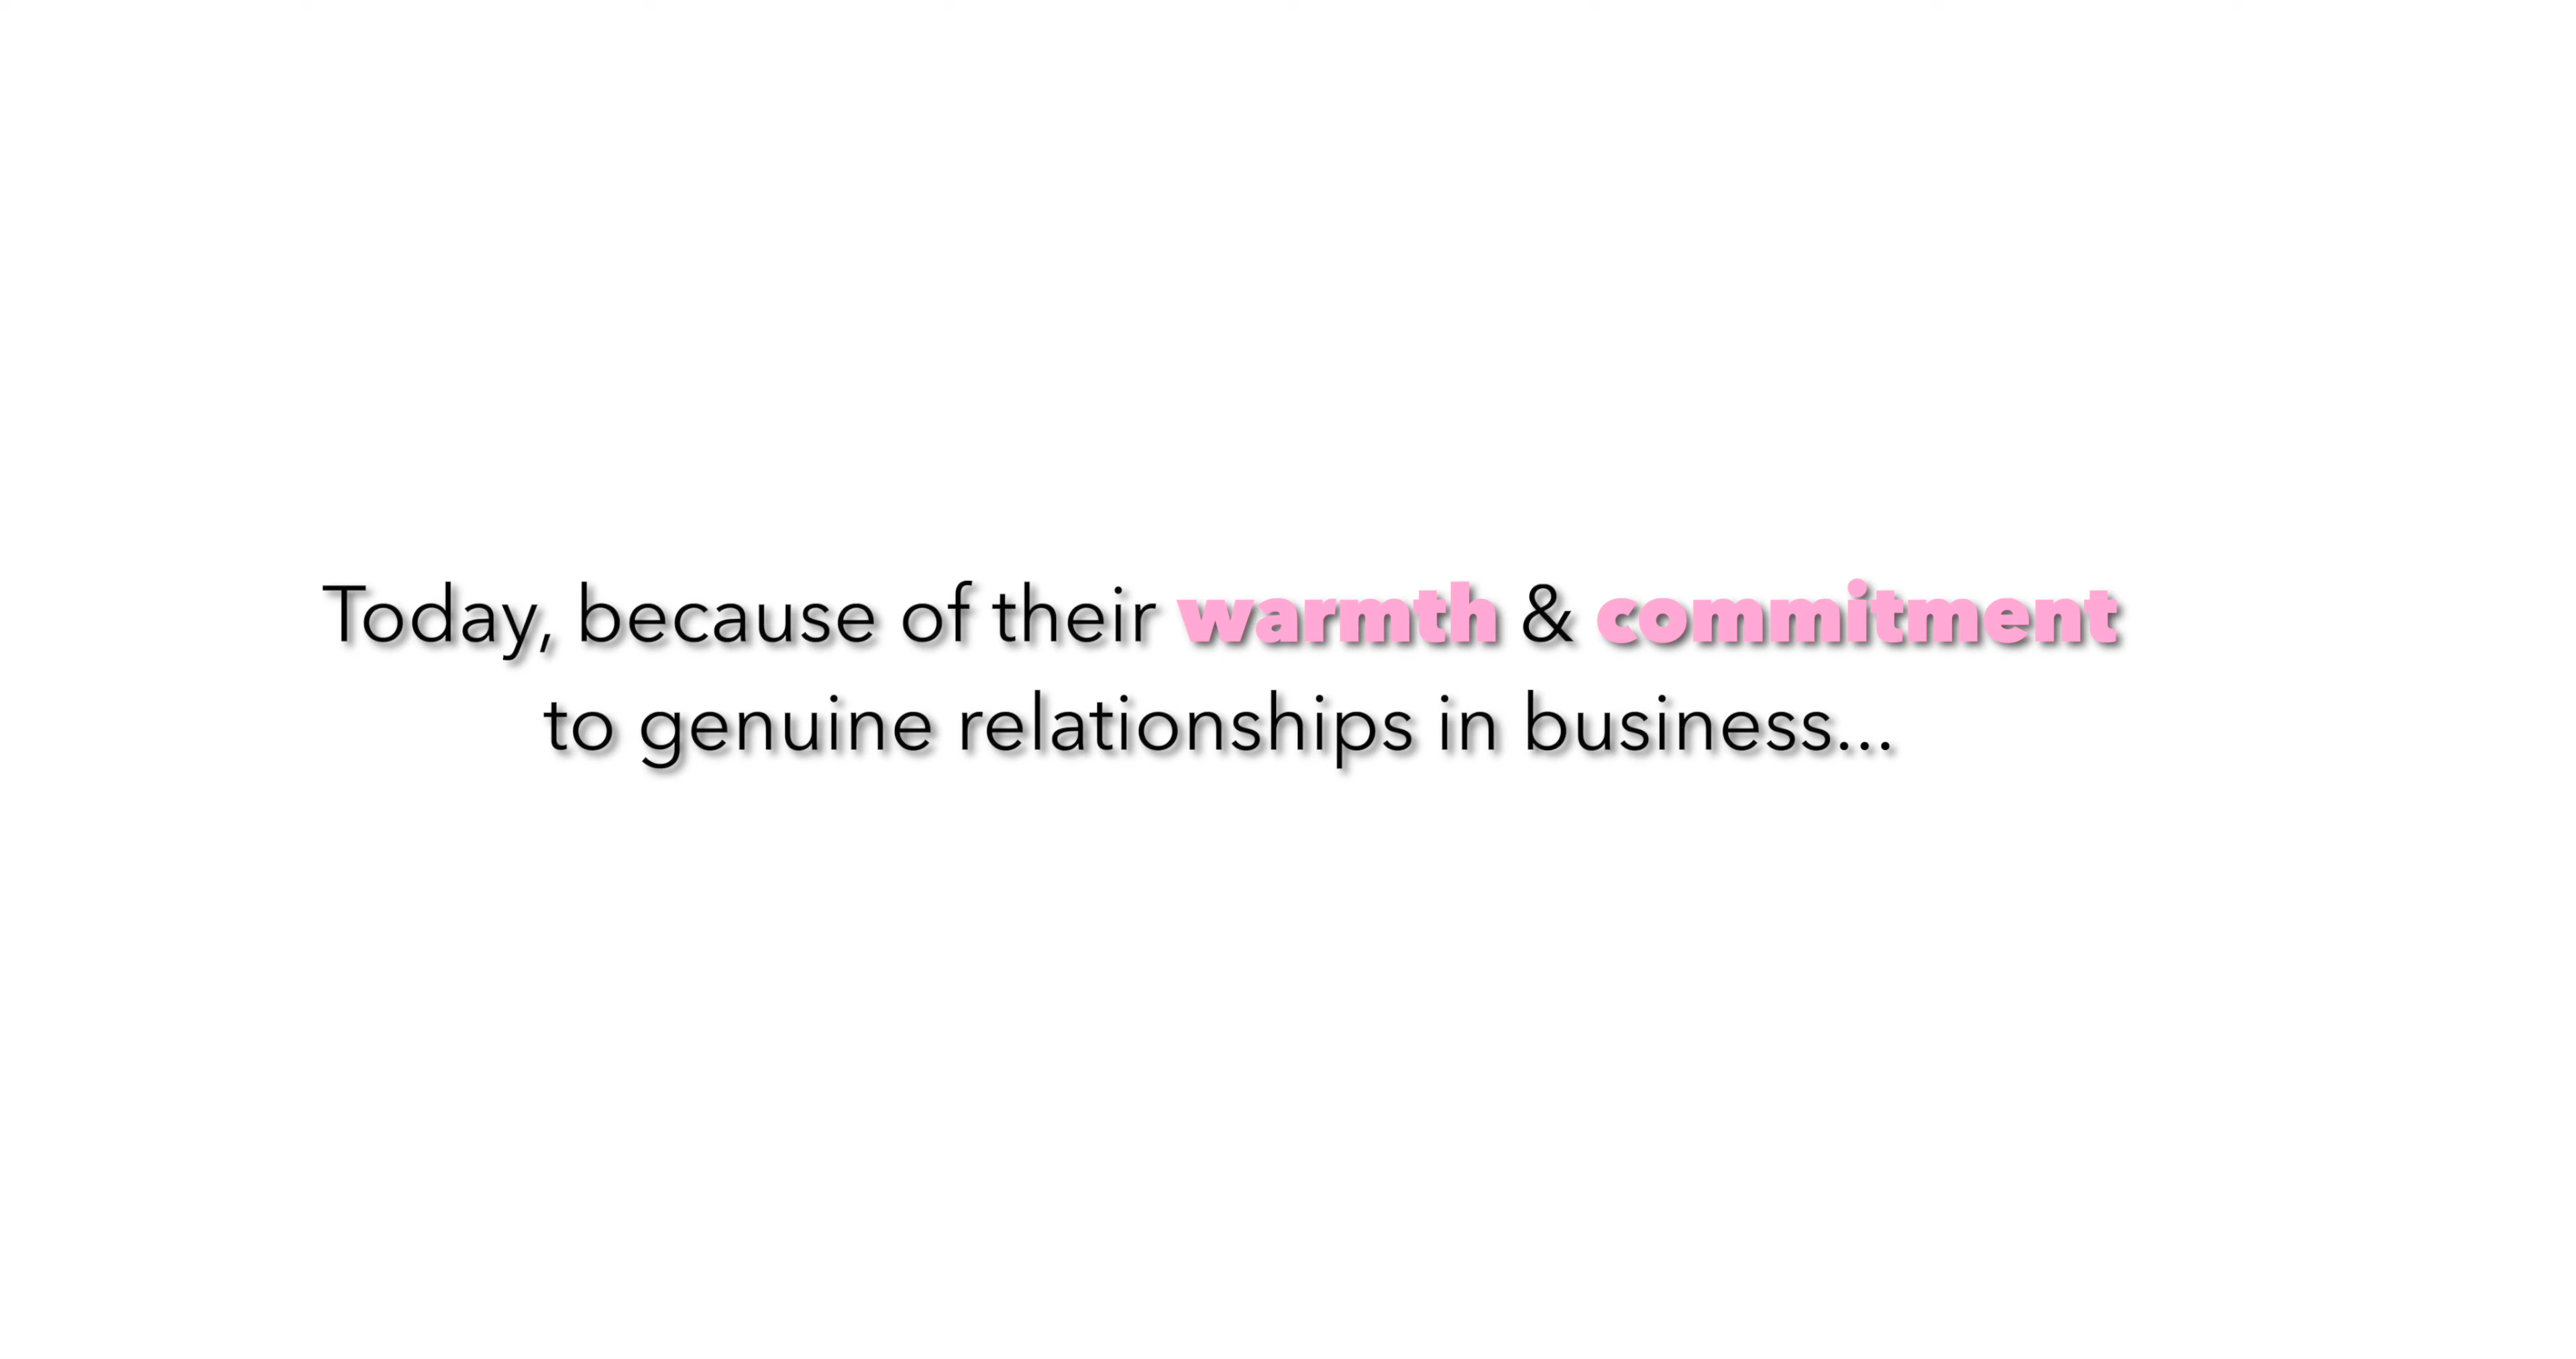 Today, because of their warmth & commitment
to genuine relationships in business...